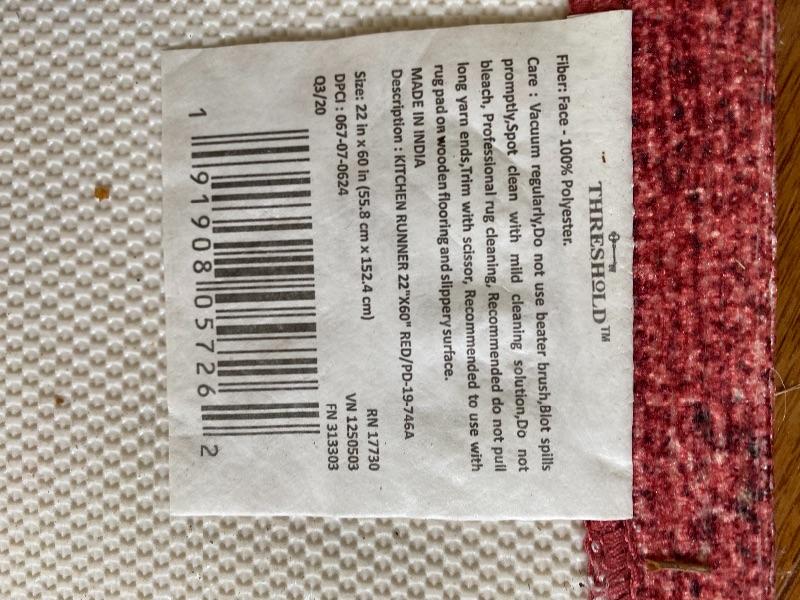 THRESHOLD™
Fiber: Face - 100% Polyester.
Care : Vacuum regularly,Do not use beater brush,Blot spills
promptly,Spot clean with mild cleaning solution,Do not
bleach, Professional rug cleaning, Recommended do not pull
long yarn ends,Trim with scissor, Recommended to use with
rug pad on wooden flooring and slippery surface.
MADE IN INDIA
Description : KITCHEN RUNNER 22"X60" RED/PD-19-746A
RN 17730
Size: 22 in x 60 in (55.8 cm x 152.4 cm)
VN 1250503
DPCI : 067-07-0624
FN 313303
Q3/20
1 91908 05726 2